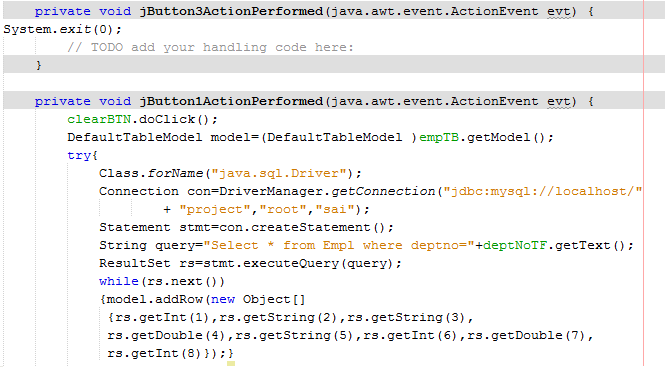 private void jButton3ActionPerformed(java.awt.event.ActionEvent evt) {
System.exit(0);
// TODO add your handling code here:
}
private void jButton1ActionPerformed(java.awt.event.ActionEvent evt) {
clearBTN.doClick();
DefaultTableModel model=(DefaultTableModel )empTB.getModel();
try{
Class.forName("java.sql.Driver");
Connection con=DriverManager.getConnection("jdbc:mysql://localhost/"
+ "project","root","sai");
Statement stmt=con.createStatement();
String query="Select * from Empl where deptno="+deptNoTF.getText();
ResultSet rs=stmt.executeQuery(query);
while(rs.next())
{model.addRow(new Object[]
{rs.getInt(1),rs.getString(2),rs.getString(3),
rs.getDouble(4),rs.getString(5),rs.getInt(6),rs.getDouble(7),
rs.getInt(8)});}